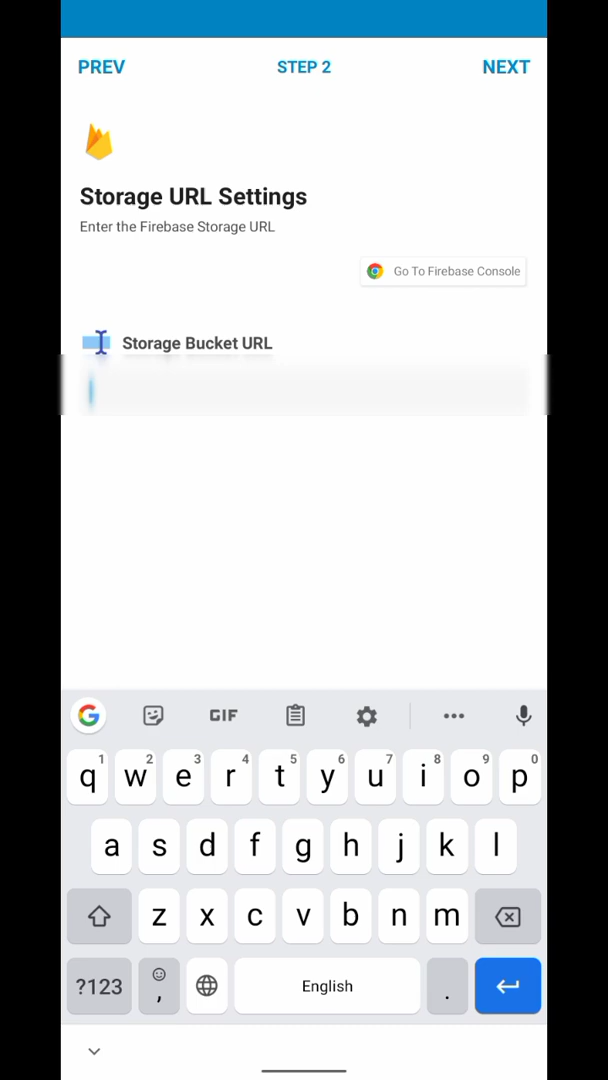 PREV STEP 2 NEXT
Storage URL Settings
Enter the Firebase Storage URL
Go To Firebase Console
Storage Bucket URL
G GIF
1 2 3 4 5 6 7 8 9 0
q w e r t y u i o p
a s d f g h j k l
z x c v b n m
?123 , English .